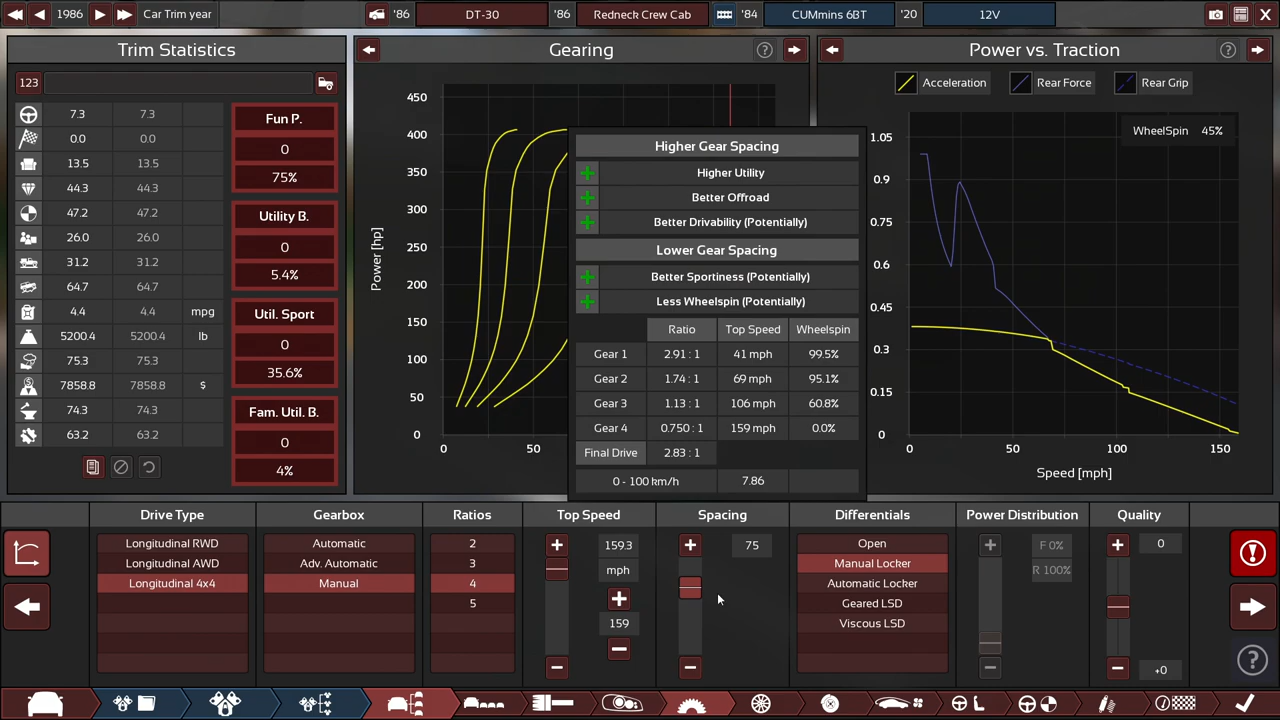 1986 Car Trim year '86 DT-30 '86 Redneck Crew Cab '84 CUMmins 6BT '20 12V
Trim Statistics
123
7.3 7.3
0.0 0.0
13.5 13.5
44.3 44.3
47.2 47.2
26.0 26.0
31.2 31.2
64.7 64.7
4.4 4.4 mpg
5200.4 5200.4 lb
75.3 75.3
7858.8 7858.8 $
74.3 74.3
63.2 63.2
Fun P.
0
75%
Utility B.
0
5.4%
Util. Sport
0
35.6%
Fam. Util. B.
0
4%
Gearing ?
Power [hp]
450
400
350
300
250
200
150
100
50
0
50
Higher Gear Spacing
Higher Utility
Better Offroad
Better Drivability (Potentially)
Lower Gear Spacing
Better Sportiness (Potentially)
Less Wheelspin (Potentially)
Ratio Top Speed Wheelspin
Gear 1 2.91 : 1 41 mph 99.5%
Gear 2 1.74 : 1 69 mph 95.1%
Gear 3 1.13 : 1 106 mph 60.8%
Gear 4 0.750 : 1 159 mph 0.0%
Final Drive 2.83 : 1
0 - 100 km/h 7.86
Power vs. Traction ?
Acceleration Rear Force Rear Grip
WheelSpin 45%
1.05
0.9
0.75
0.6
0.45
0.3
0.15
0
0 50 100 150
Speed [mph]
Drive Type
Longitudinal RWD
Longitudinal AWD
Longitudinal 4x4
Gearbox
Automatic
Adv. Automatic
Manual
Ratios
2
3
4
5
Top Speed
159.3
mph
159
Spacing
75
Differentials
Open
Manual Locker
Automatic Locker
Geared LSD
Viscous LSD
Power Distribution
F 0%
R 100%
Quality
0
+0
?